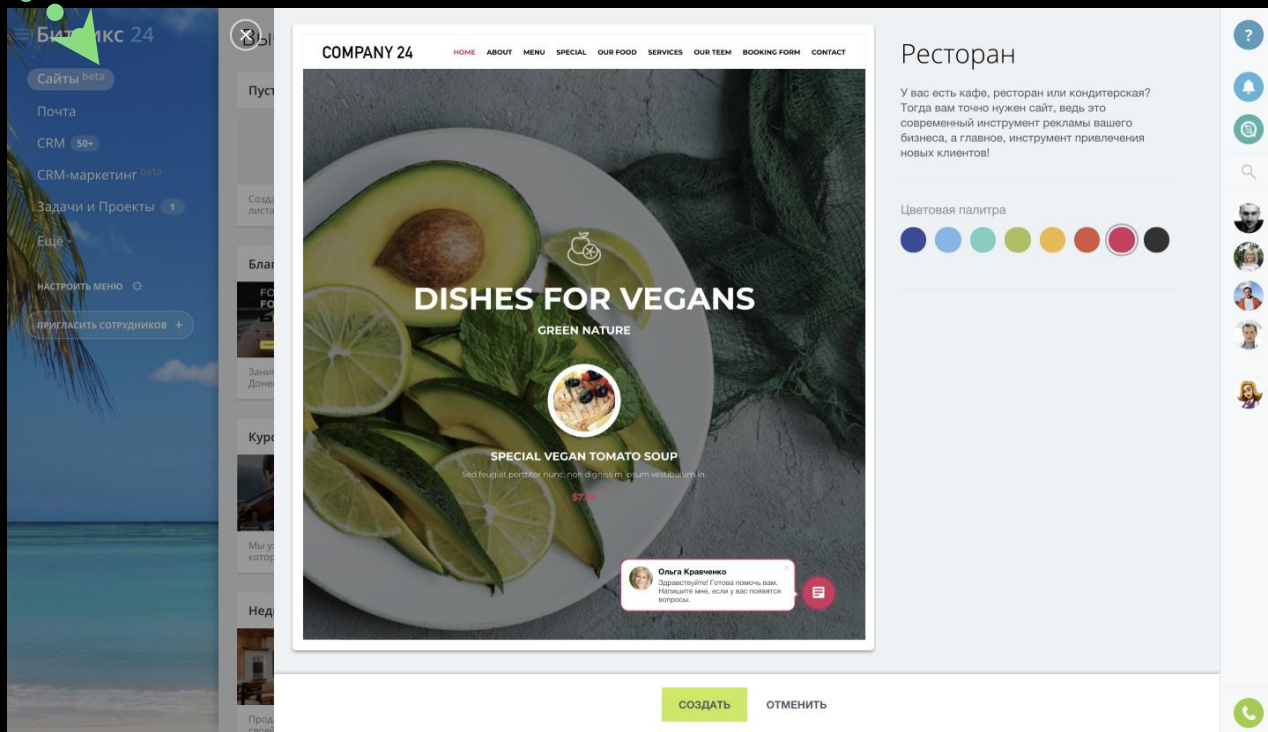 24
Сайты beta
Почта
CRM 50+
CRM-маркетинг beta
Задачи и Проекты 1
Ещё
НАСТРОИТЬ МЕНЮ
ПРИГЛАСИТЬ СОТРУДНИКОВ +
COMPANY 24
HOME ABOUT MENU SPECIAL OUR FOOD SERVICES OUR TEEM BOOKING FORM CONTACT
DISHES FOR VEGANS
GREEN NATURE
SPECIAL VEGAN TOMATO SOUP
Sed feugiat porttitor nunc, non dignissim ipsum vestibulum in
Ольга Кравченко
Здравствуйте! Готова помочь вам.
Напишите мне, если у вас появятся
вопросы.
Ресторан
У вас есть кафе, ресторан или кондитерская?
Тогда вам точно нужен сайт, ведь это
современный инструмент рекламы вашего
бизнеса, а главное, инструмент привлечения
новых клиентов!
Цветовая палитра
СОЗДАТЬ ОТМЕНИТЬ
?